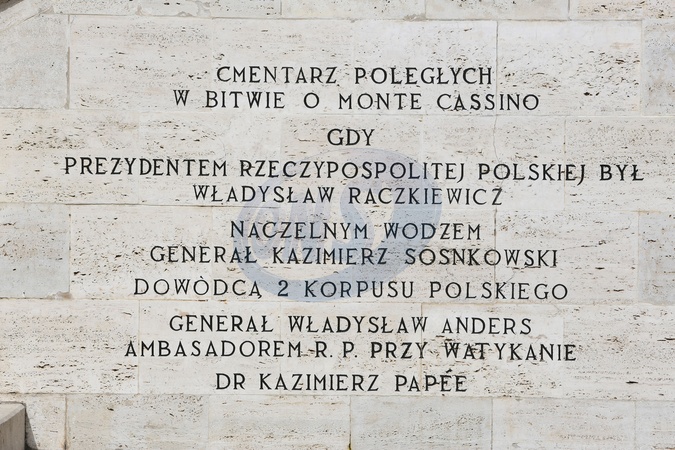 CMENTARZ POLEGŁYCH
W BITWIE O MONTE CASSINO
GDY
PREZYDENTEM RZECZYPOSPOLITEJ POLSKIEJ BYŁ
WŁADYSŁAW RACZKIEWICZ
NACZELNYM WODZEM
GENERAŁ KAZIMIERZ SOSNKOWSKI
DOWÒDCĄ 2 KORPUSU POLSKIEGO
GENERAŁ WŁADYSŁAW ANDERS
AMBASADOREM R. P. PRZY WATYKANIE
DR KAZIMIERZ PAPÉE